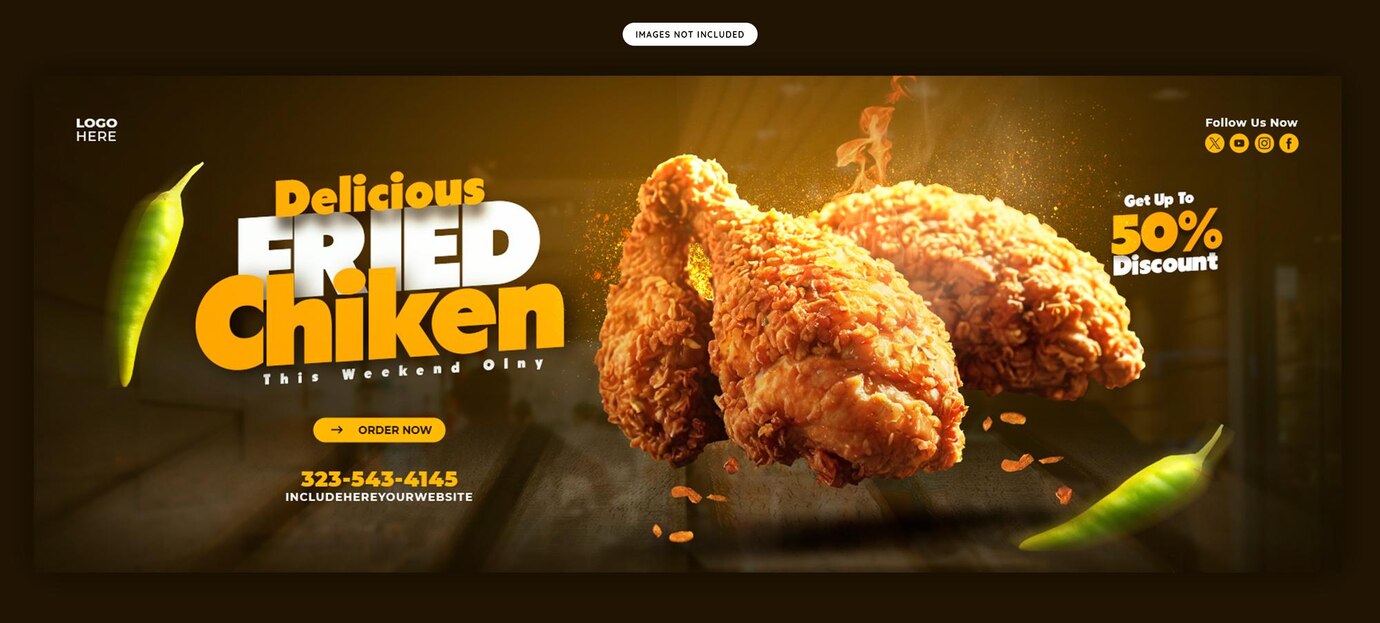 IMAGES NOT INCLUDED
LOGO
HERE
Delicious
FRIED
Chiken
This Weekend Olny
→ ORDER NOW
323-543-4145
INCLUDEHEREYOURWEBSITE
Follow Us Now
Get Up To
50%
Discount